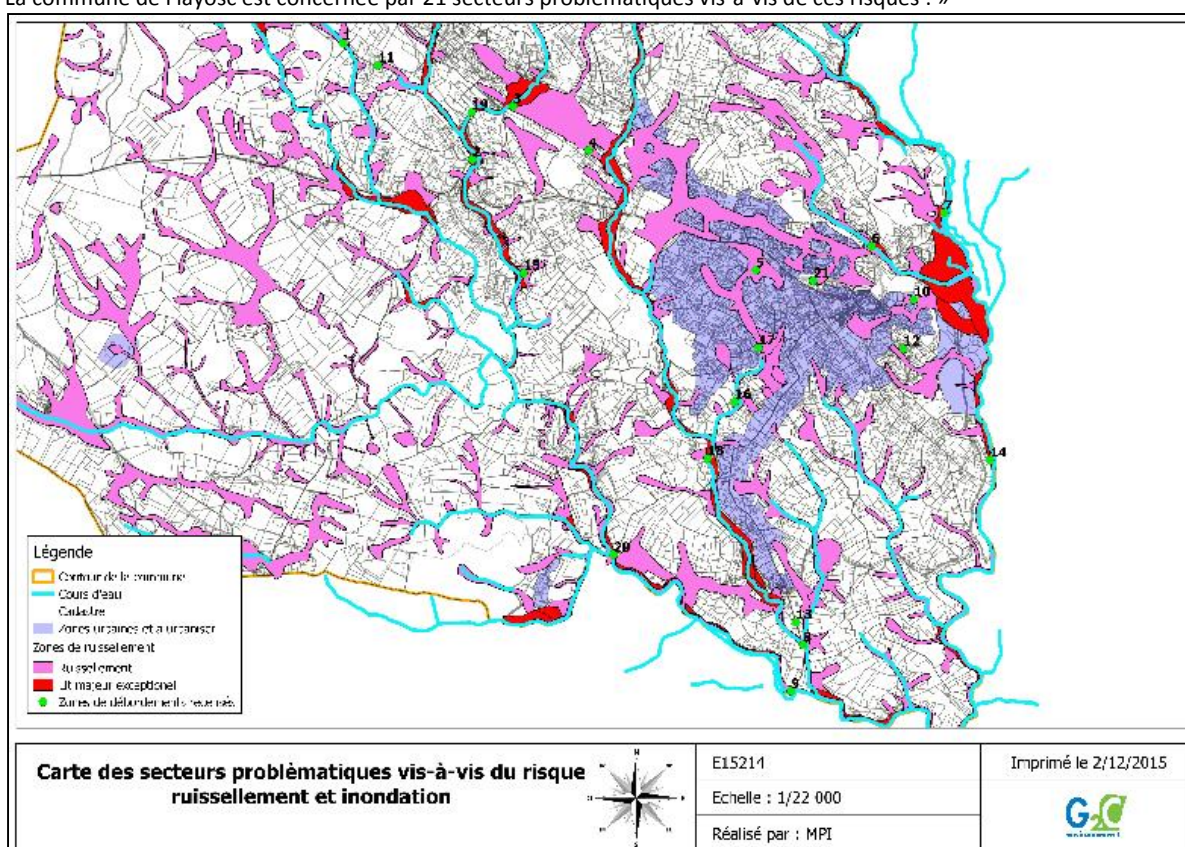 La commune de Flayosc est concernée par 21 secteurs problématiques vis-à-vis de ces risques : »
11
19
4
7
6
5
21
10
15
12
17
16
18
14
20
13
8
9
Légende
Contour de la commune
Cours d'eau
Cadastre
Zones urbaines et a urbaniser
Zones de ruissellement
Ruissellement
Lit majeur exceptionel
Zones de débordements recensés
Carte des secteurs problèmatiques vis-à-vis du risque
ruissellement et inondation
N
S
E15214
Echelle : 1/22 000
Réalisé par : MPI
Imprimé le 2/12/2015
G2C